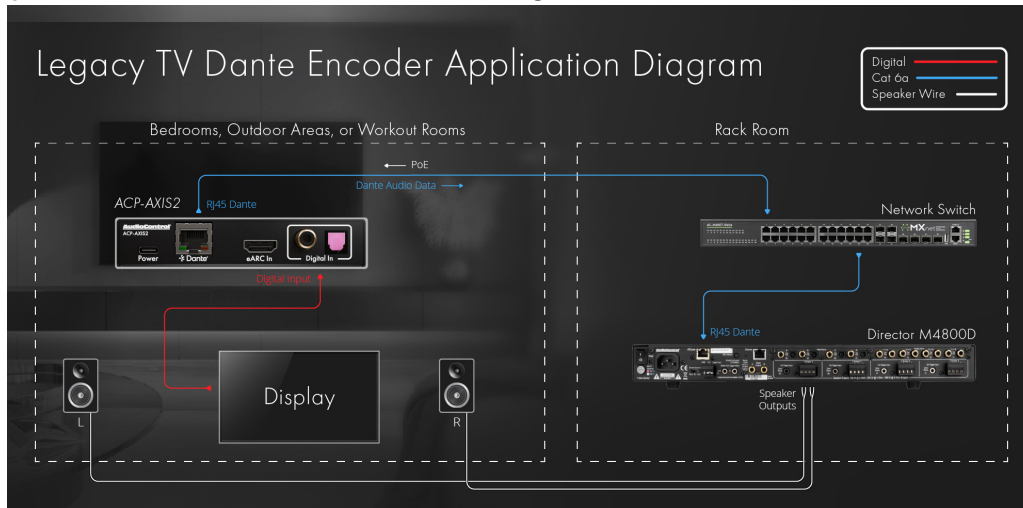 Legacy TV Dante Encoder Application Diagram
Digital
Cat 6a
Speaker Wire
Bedrooms, Outdoor Areas, or Workout Rooms
Rack Room
PoE
Dante Audio Data
ACP-AXIS2
RJ45 Dante
AudioControl
ACP-AXIS2
Power
Dante
eARC In
Digital In
Digital Input
Network Switch
MXnet
RJ45 Dante
Director M4800D
Display
L
R
Speaker
Outputs